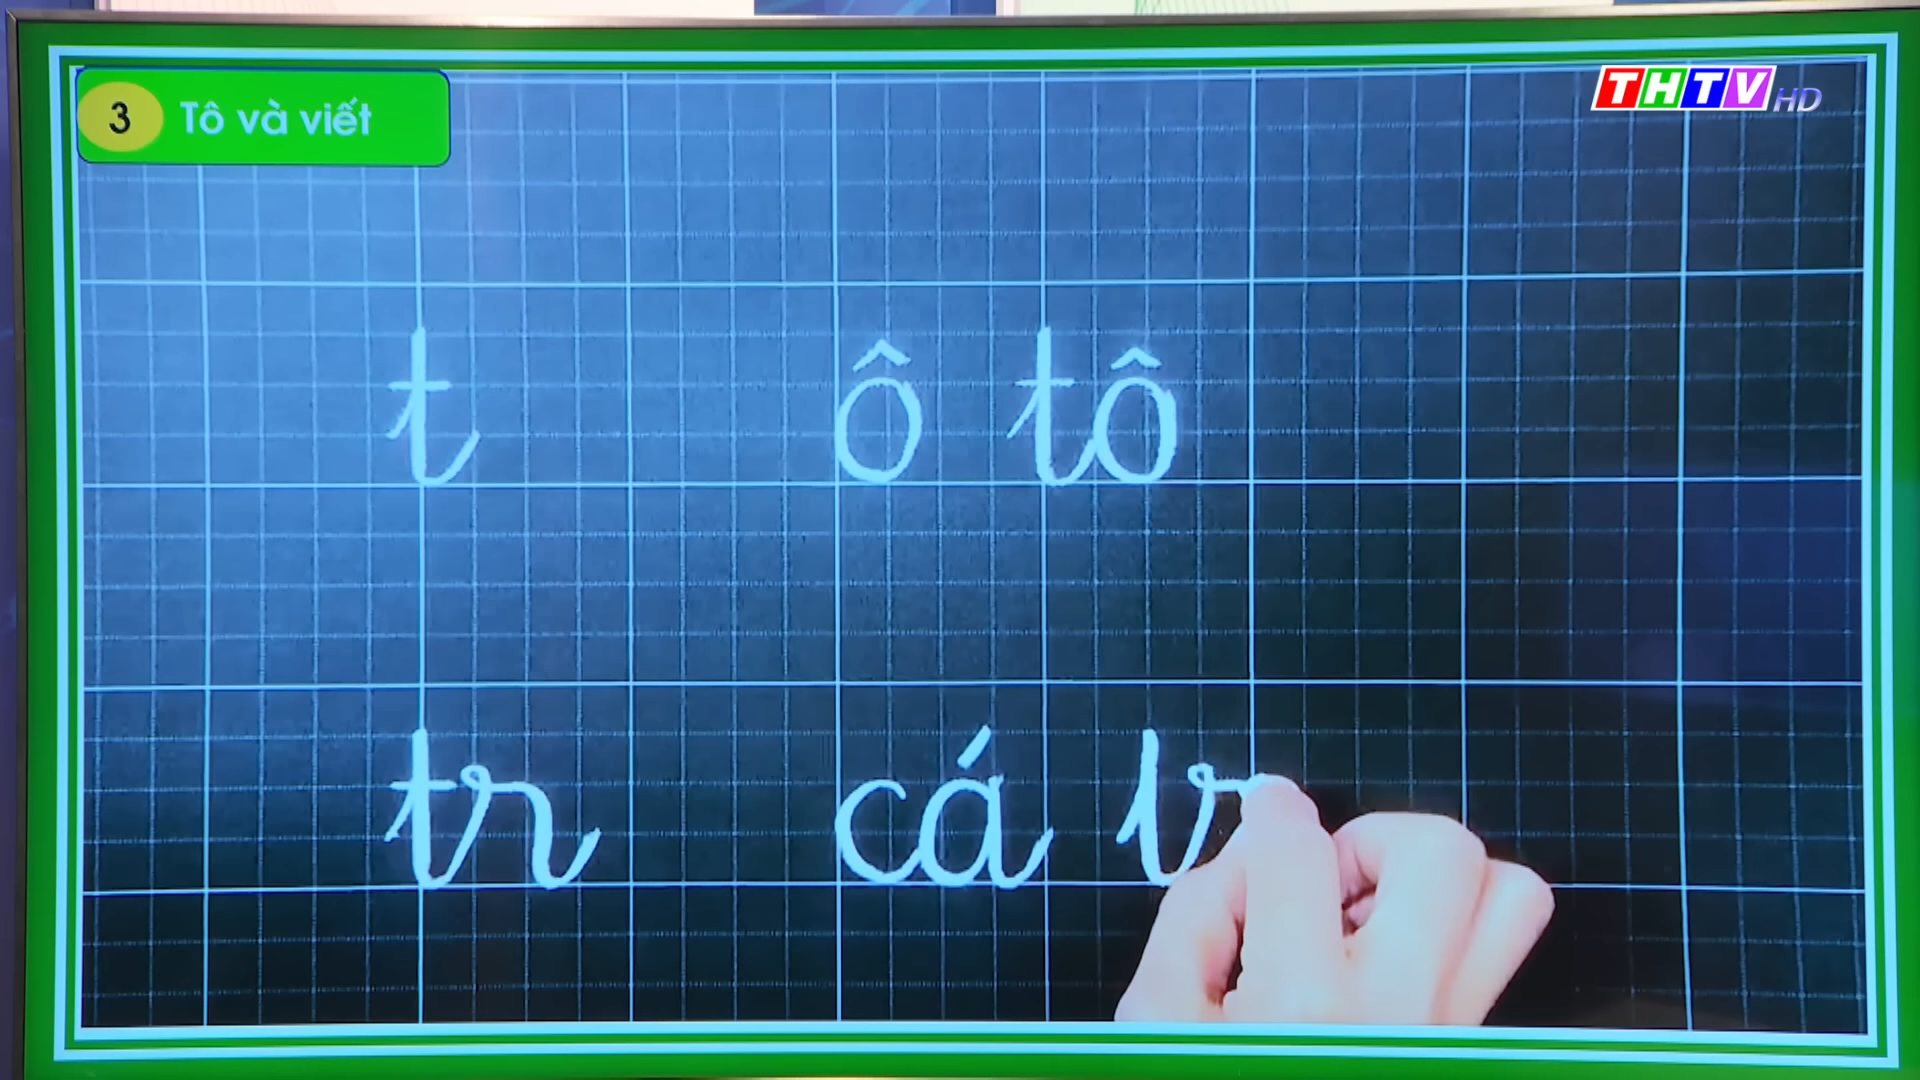 3 Tô và viết
THTV HD
t ô tô
tr cá